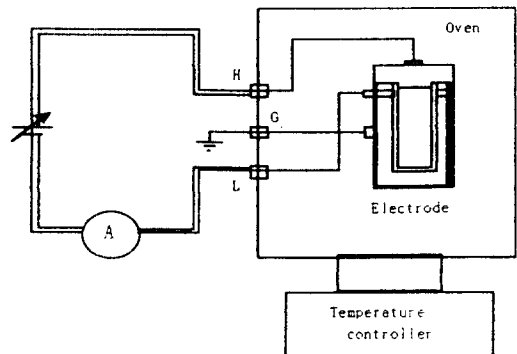 Oven
H
G
L
A
Electrode
Temperature
controller